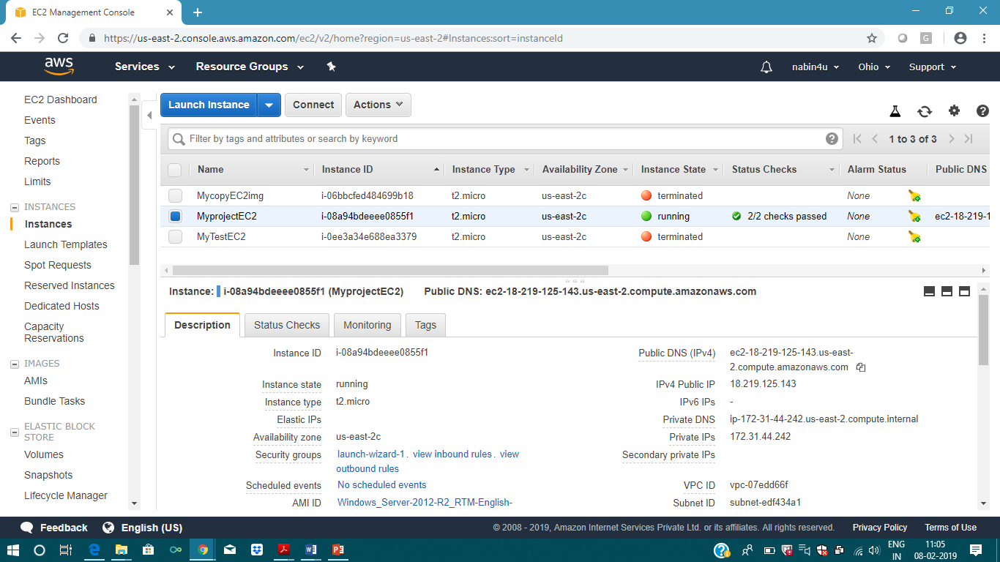 EC2 Management Console
https://us-east-2.console.aws.amazon.com/ec2/v2/home?region=us-east-2#Instances:sort=instanceId
aws Services Resource Groups nabin4u Ohio Support
EC2 Dashboard
Events
Tags
Reports
Limits
INSTANCES
Instances
Launch Templates
Spot Requests
Reserved Instances
Dedicated Hosts
Capacity
Reservations
IMAGES
AMIs
Bundle Tasks
ELASTIC BLOCK
STORE
Volumes
Snapshots
Lifecycle Manager
Launch Instance Connect Actions
Filter by tags and attributes or search by keyword 1 to 3 of 3
Name Instance ID Instance Type Availability Zone Instance State Status Checks Alarm Status Public DNS
MycopyEC2img i-06bbcfed484699b18 t2.micro us-east-2c terminated None
MyprojectEC2 i-08a94bdeeee0855f1 t2.micro us-east-2c running 2/2 checks passed None ec2-18-219-1
MyTestEC2 i-0ee3a34e688ea3379 t2.micro us-east-2c terminated None
Instance: i-08a94bdeeee0855f1 (MyprojectEC2) Public DNS: ec2-18-219-125-143.us-east-2.compute.amazonaws.com
Description Status Checks Monitoring Tags
Instance ID i-08a94bdeeee0855f1
Instance state running
Instance type t2.micro
Elastic IPs
Availability zone us-east-2c
Security groups launch-wizard-1 . view inbound rules . view
outbound rules
Scheduled events No scheduled events
AMI ID Windows_Server-2012-R2_RTM-English-
Public DNS (IPv4) ec2-18-219-125-143.us-east-
2.compute.amazonaws.com
IPv4 Public IP 18.219.125.143
IPv6 IPs -
Private DNS ip-172-31-44-242.us-east-2.compute.internal
Private IPs 172.31.44.242
Secondary private IPs
VPC ID vpc-07edd66f
Subnet ID subnet-edf434a1
Feedback English (US) © 2008 - 2019, Amazon Internet Services Private Ltd. or its affiliates. All rights reserved. Privacy Policy Terms of Use
ENG 11:05
IN 08-02-2019